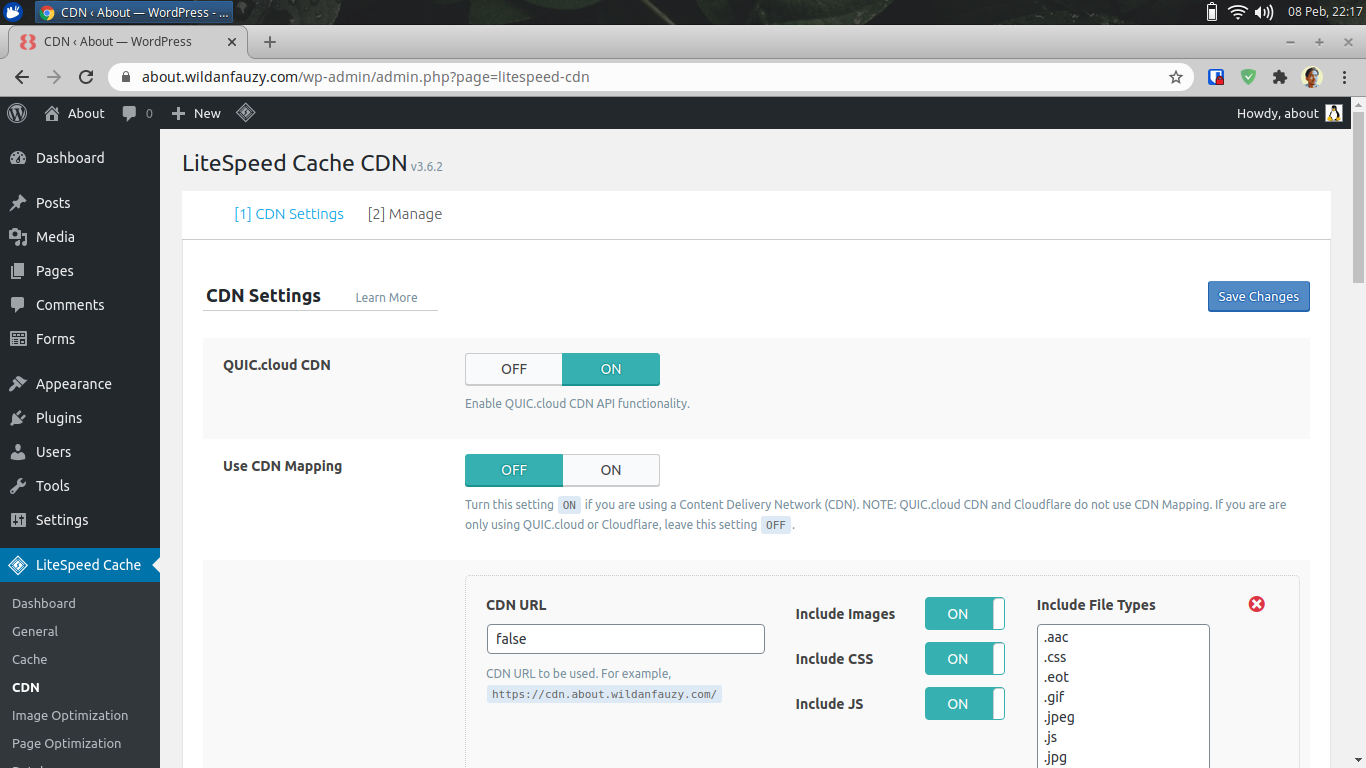 CDN ‹ About — WordPress - ...
08 Peb, 22:17
CDN ‹ About — WordPress
about.wildanfauzy.com/wp-admin/admin.php?page=litespeed-cdn
About
0
New
Howdy, about
Dashboard
Posts
Media
Pages
Comments
Forms
Appearance
Plugins
Users
Tools
Settings
LiteSpeed Cache
Dashboard
General
Cache
CDN
Image Optimization
Page Optimization
LiteSpeed Cache CDN v3.6.2
[1] CDN Settings
[2] Manage
CDN Settings
Learn More
Save Changes
QUIC.cloud CDN
OFF
ON
Enable QUIC.cloud CDN API functionality.
Use CDN Mapping
OFF
ON
Turn this setting ON if you are using a Content Delivery Network (CDN). NOTE: QUIC.cloud CDN and Cloudflare do not use CDN Mapping. If you are are
only using QUIC.cloud or Cloudflare, leave this setting OFF .
CDN URL
false
CDN URL to be used. For example,
https://cdn.about.wildanfauzy.com/
Include Images
ON
Include CSS
ON
Include JS
ON
Include File Types
.aac
.css
.eot
.gif
.jpeg
.js
.jpg